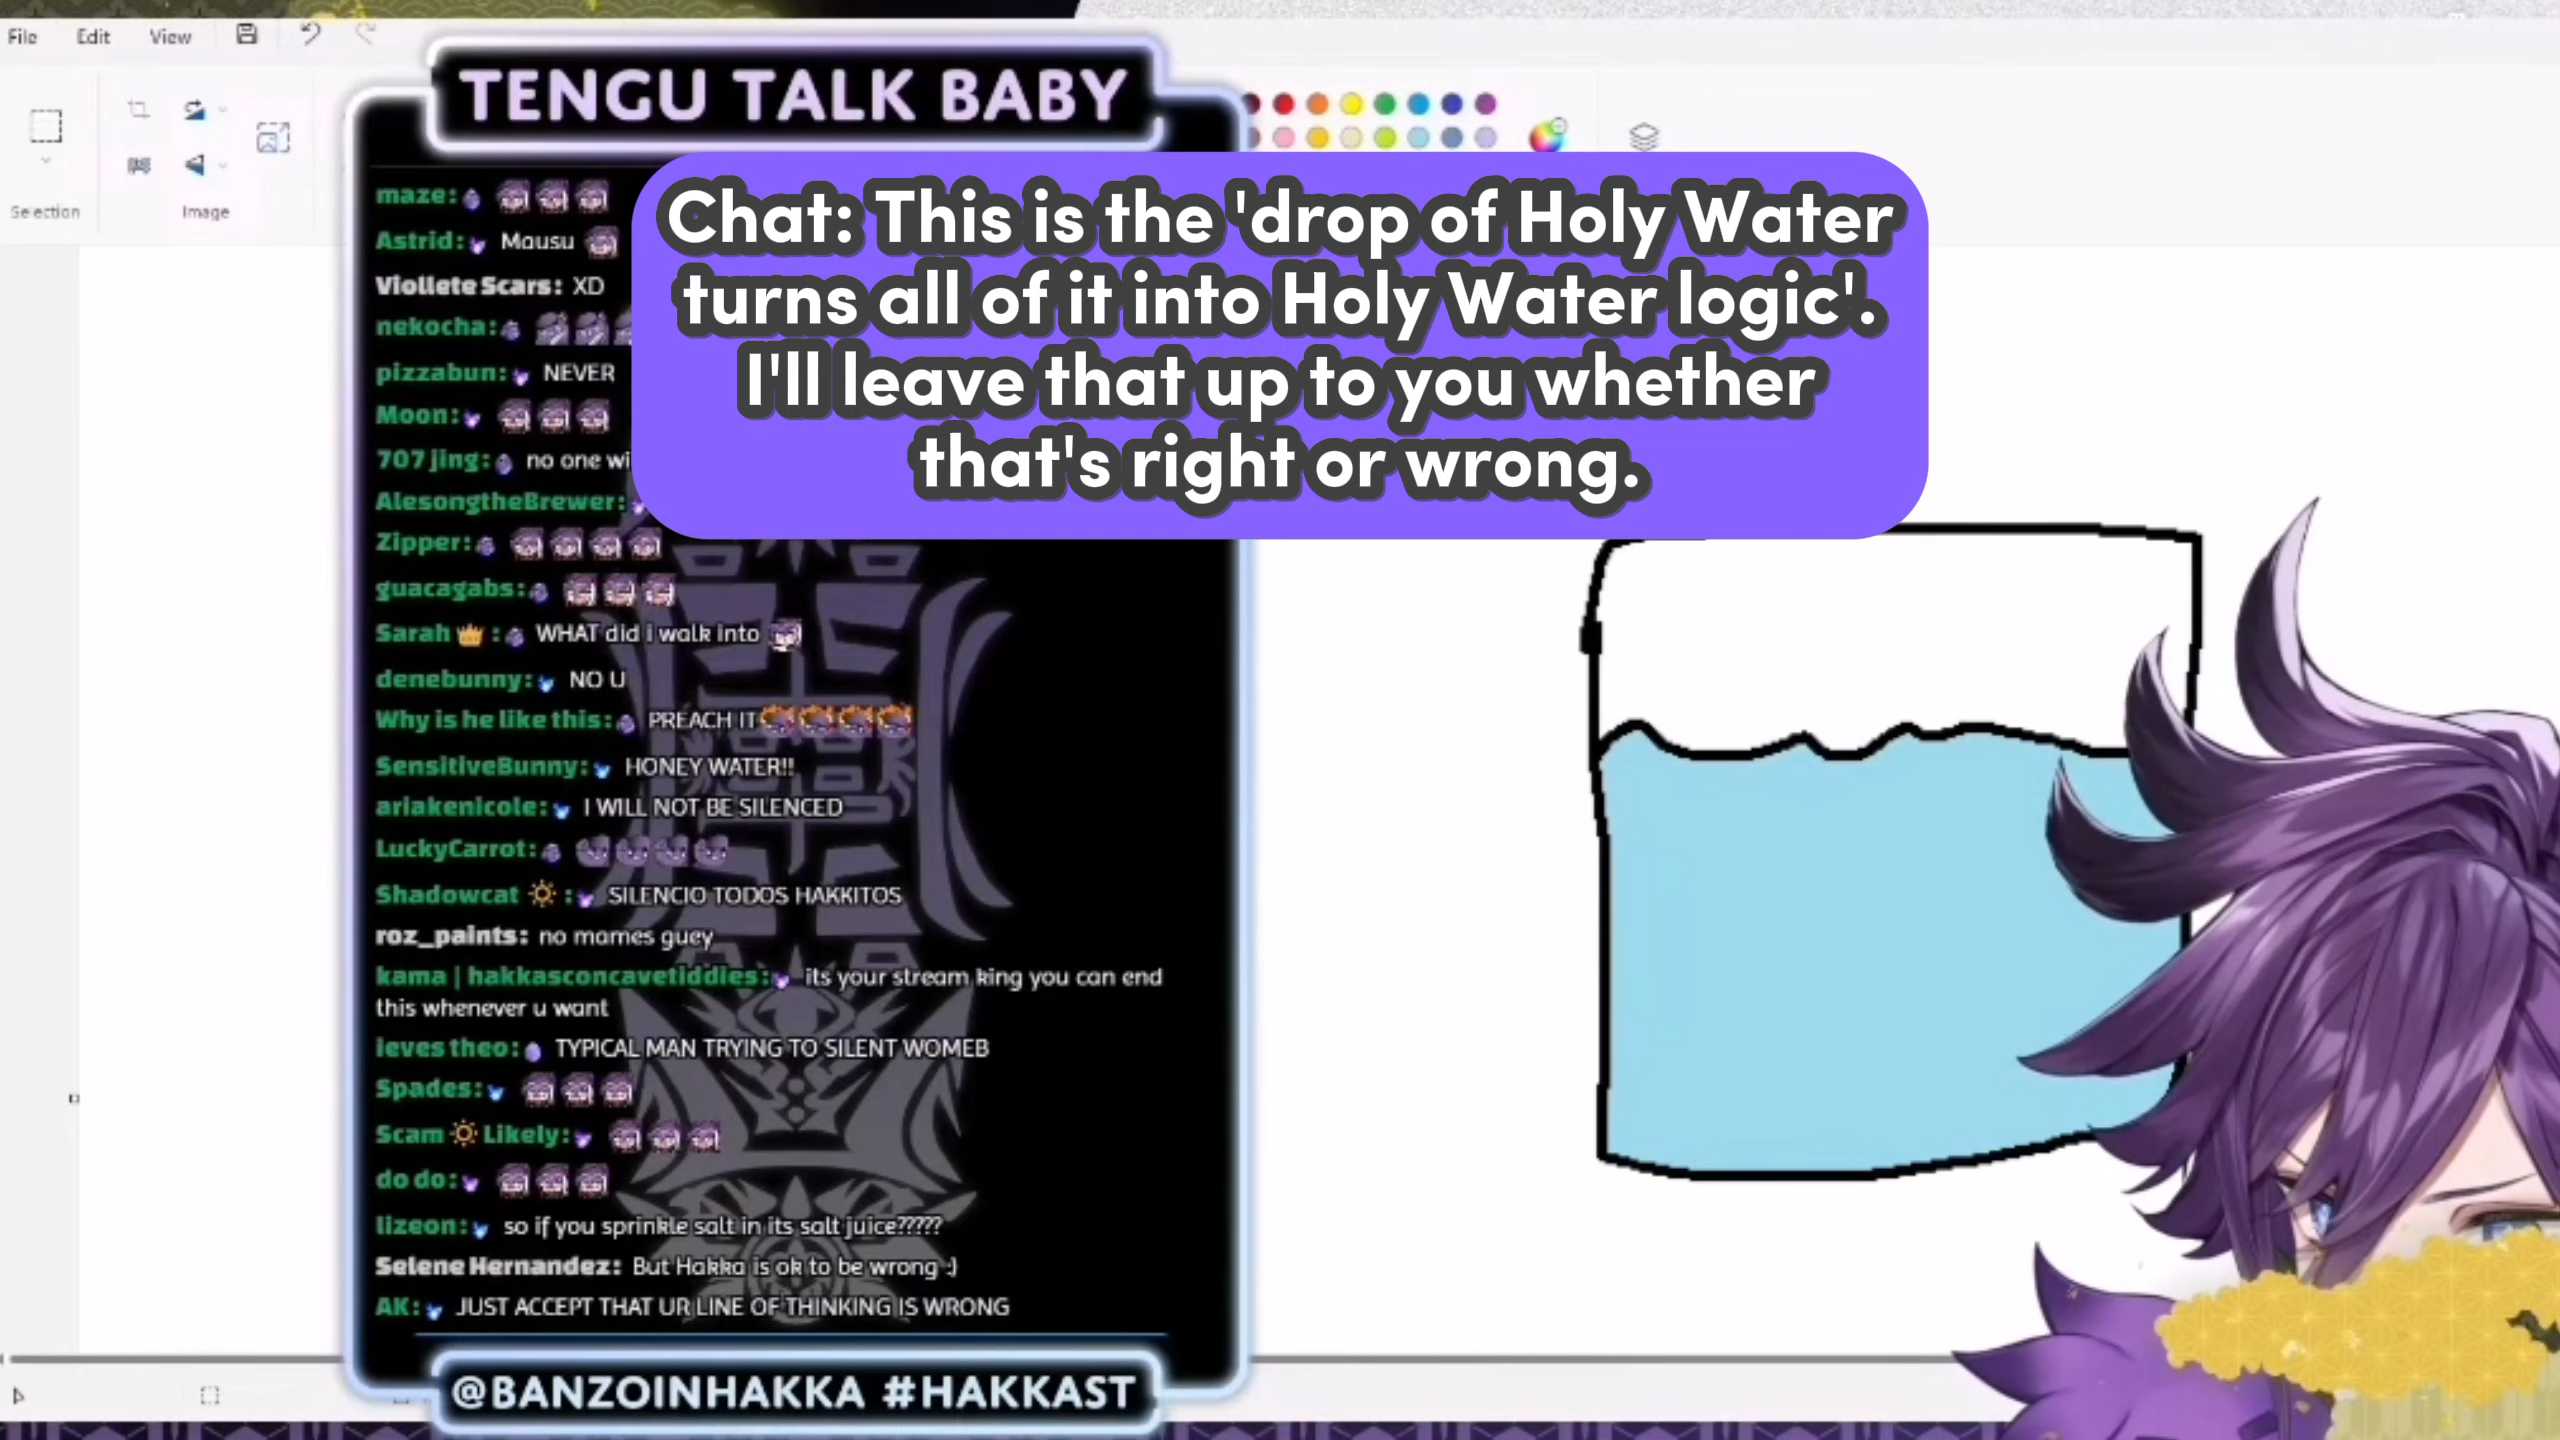 File Edit View
TENGU TALK BABY
Selection
Image
Chat: This is the 'drop of Holy Water
turns all of it into Holy Water logic'.
I'll leave that up to you whether
that's right or wrong.
maze:
Astrid: Mausu
Viollete Scars: XD
nekocha:
pizzabun: NEVER
Moon:
707 jing: no one wi
AlesongtheBrewer:
Zipper:
guacagabs:
Sarah : WHAT did i walk into
denebunny: NO U
Why is he like this: PREACH IT
SensitiveBunny: HONEY WATER!!
ariakenicole: I WILL NOT BE SILENCED
LuckyCarrot:
Shadowcat : SILENCIO TODOS HAKKITOS
roz_paints: no mames guey
kama | hakkasconcavetiddies: its your stream king you can end
this whenever u want
ieves theo: TYPICAL MAN TRYING TO SILENT WOMEB
Spades:
Scam Likely:
do do:
lizeon: so if you sprinkle salt in its salt juice?????
Selene Hernandez: But Hakka is ok to be wrong :)
AK: JUST ACCEPT THAT UR LINE OF THINKING IS WRONG
@BANZOINHAKKA #HAKKAST